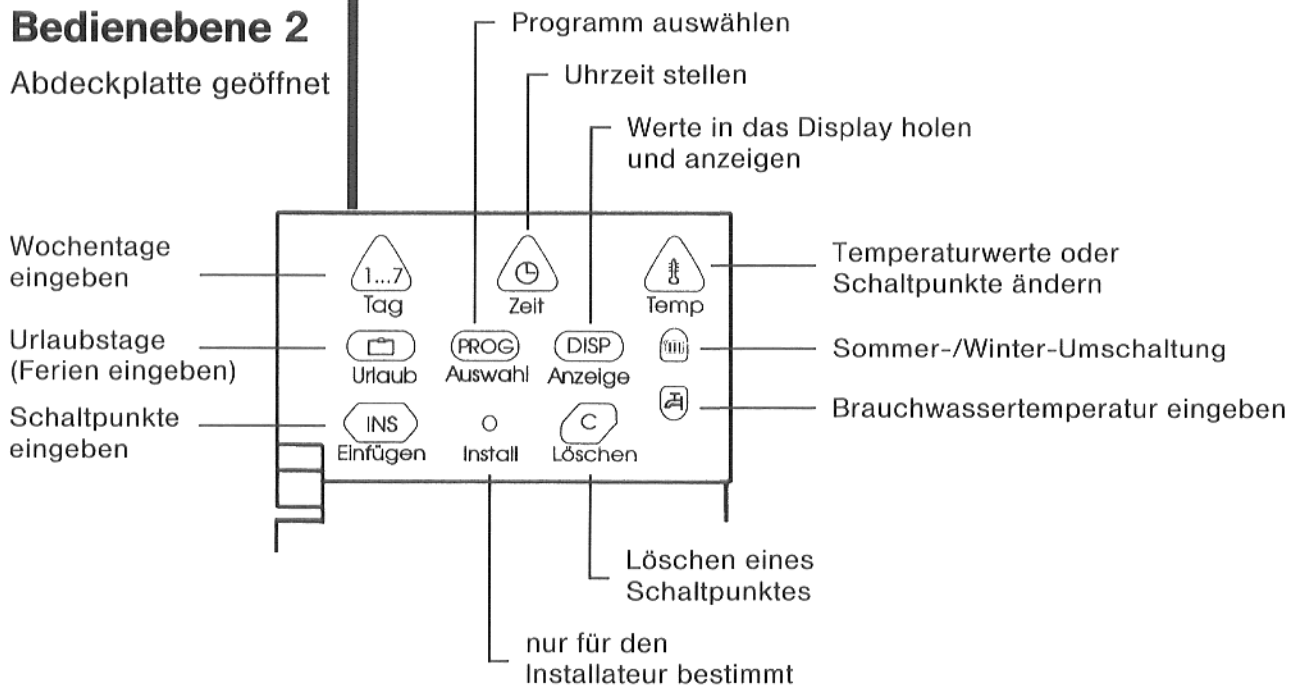 Bedienebene 2
Abdeckplatte geöffnet
Programm auswählen
Uhrzeit stellen
Werte in das Display holen
und anzeigen
Wochentage
eingeben
1...7
Tag
Zeit
Temp
Temperaturwerte oder
Schaltpunkte ändern
Urlaubstage
(Ferien eingeben)
Urlaub
PROG
Auswahl
DISP
Anzeige
Sommer-/Winter-Umschaltung
Brauchwassertemperatur eingeben
Schaltpunkte
eingeben
INS
Einfügen
Install
C
Löschen
Löschen eines
Schaltpunktes
nur für den
Installateur bestimmt